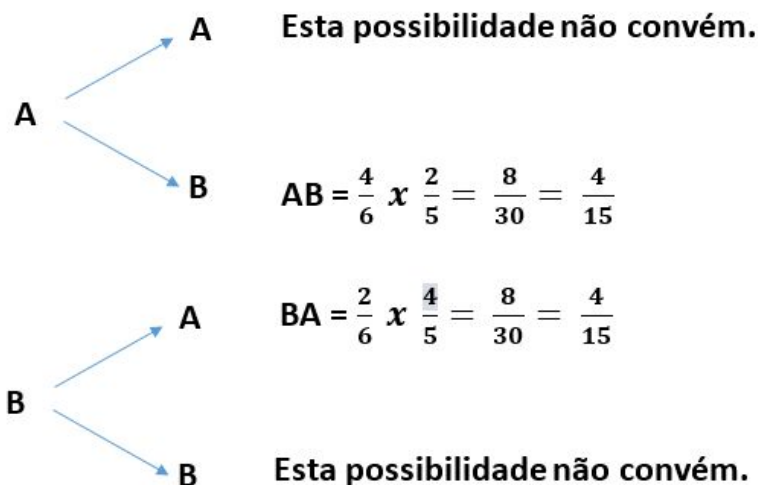 A Esta possibilidade não convém.
A
B AB = 4/6 x 2/5 = 8/30 = 4/15
A BA = 2/6 x 4/5 = 8/30 = 4/15
B
B Esta possibilidade não convém.